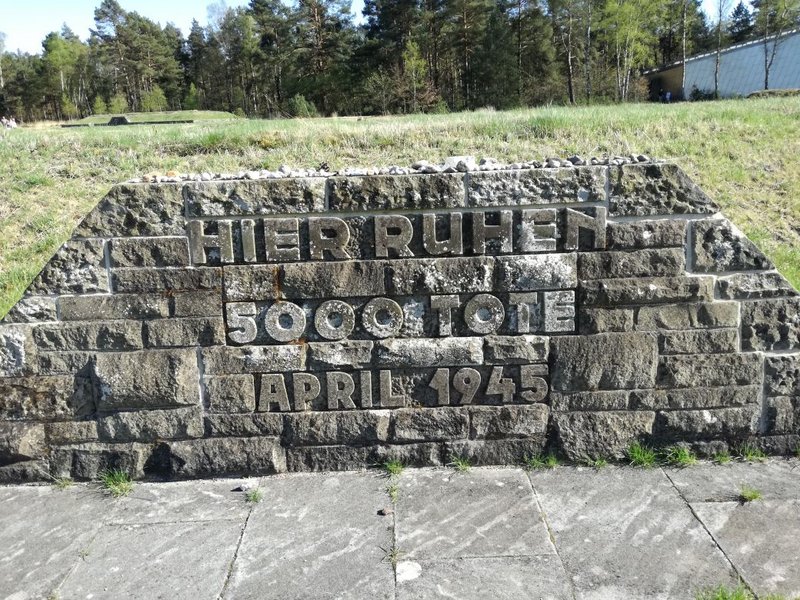 HIER RUHEN
5000 TOTE
APRIL 1945